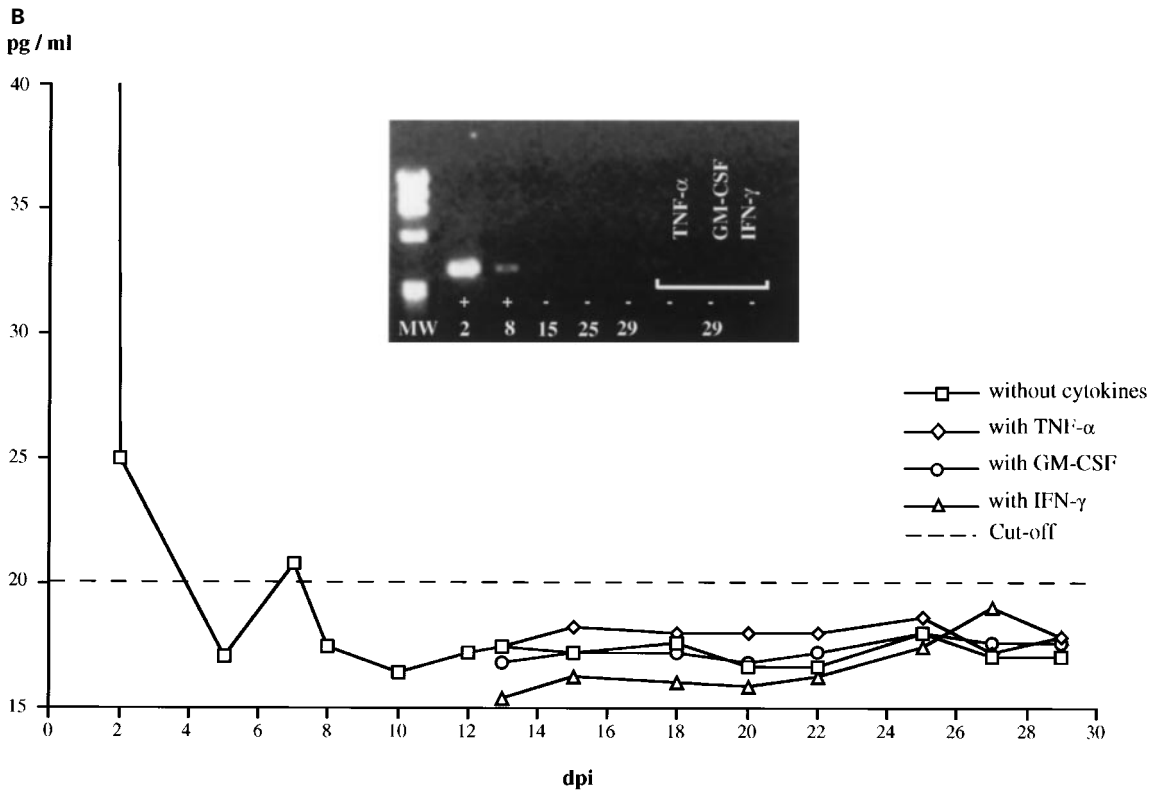 B
pg / ml
40
35
30
25
20
15
TNF-α
GM-CSF
IFN-γ
+ + - - - - - -
MW 2 8 15 25 29 29
without cytokines
with TNF-α
with GM-CSF
with IFN-γ
Cut-off
0 2 4 6 8 10 12 14 16 18 20 22 24 26 28 30
dpi